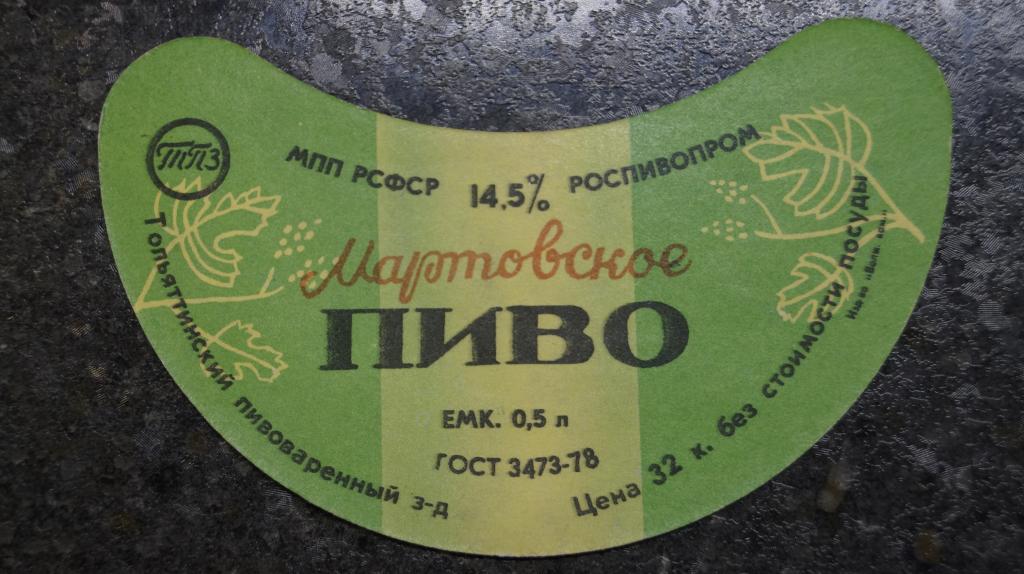 ТПЗ
МПП РСФСР 14,5% РОСПИВОПРОМ
Мартовское
ПИВО
ЕМК. 0,5 л
ГОСТ 3473-78
Тольяттинский пивоваренный з-д
Цена 32 к. без стоимости посуды